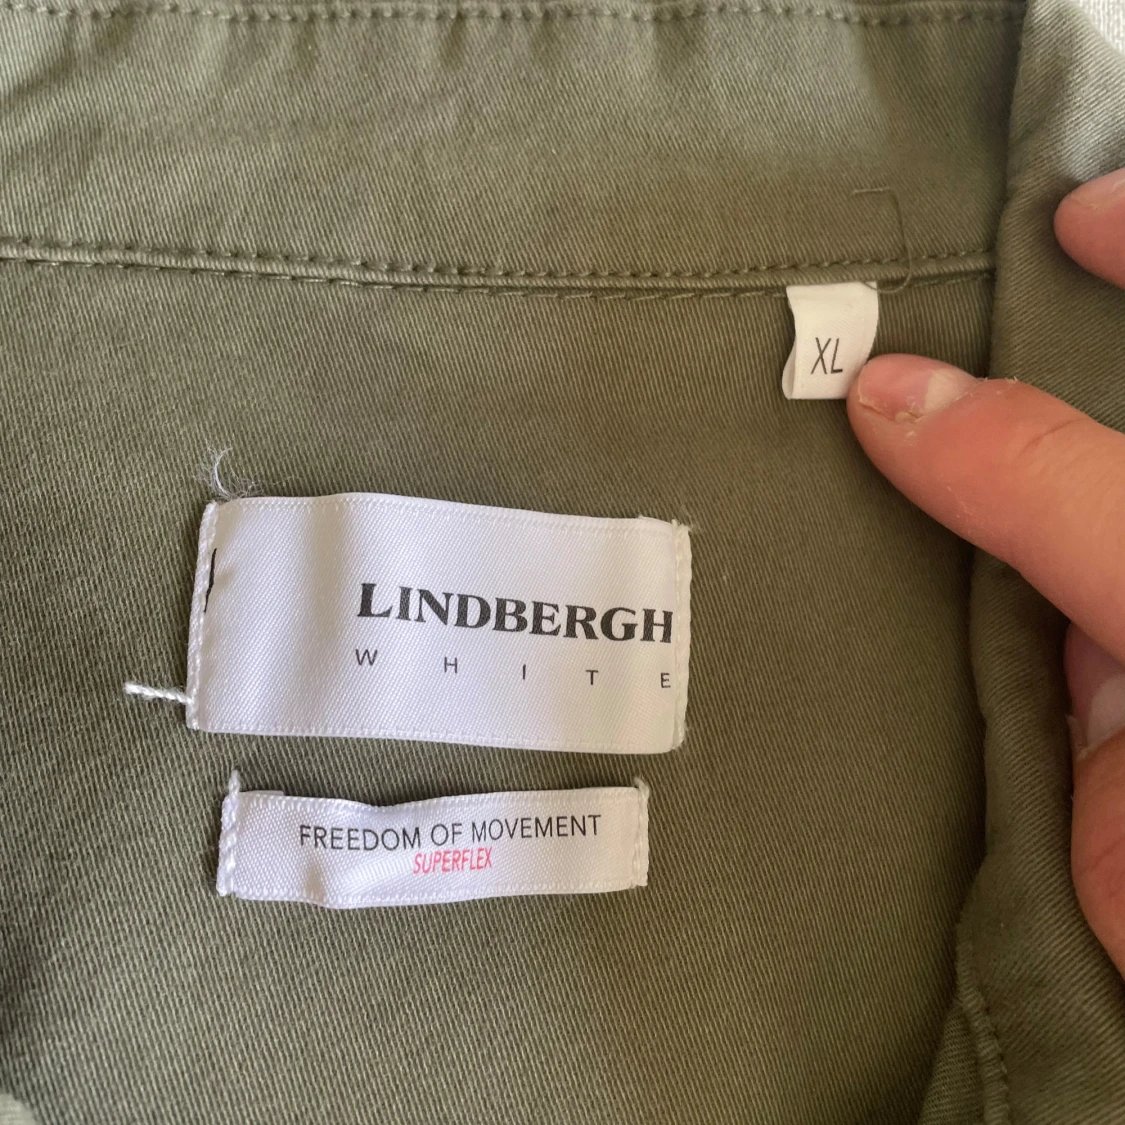 XL
LINDBERGH
WHITE
FREEDOM OF MOVEMENT
SUPERFLEX